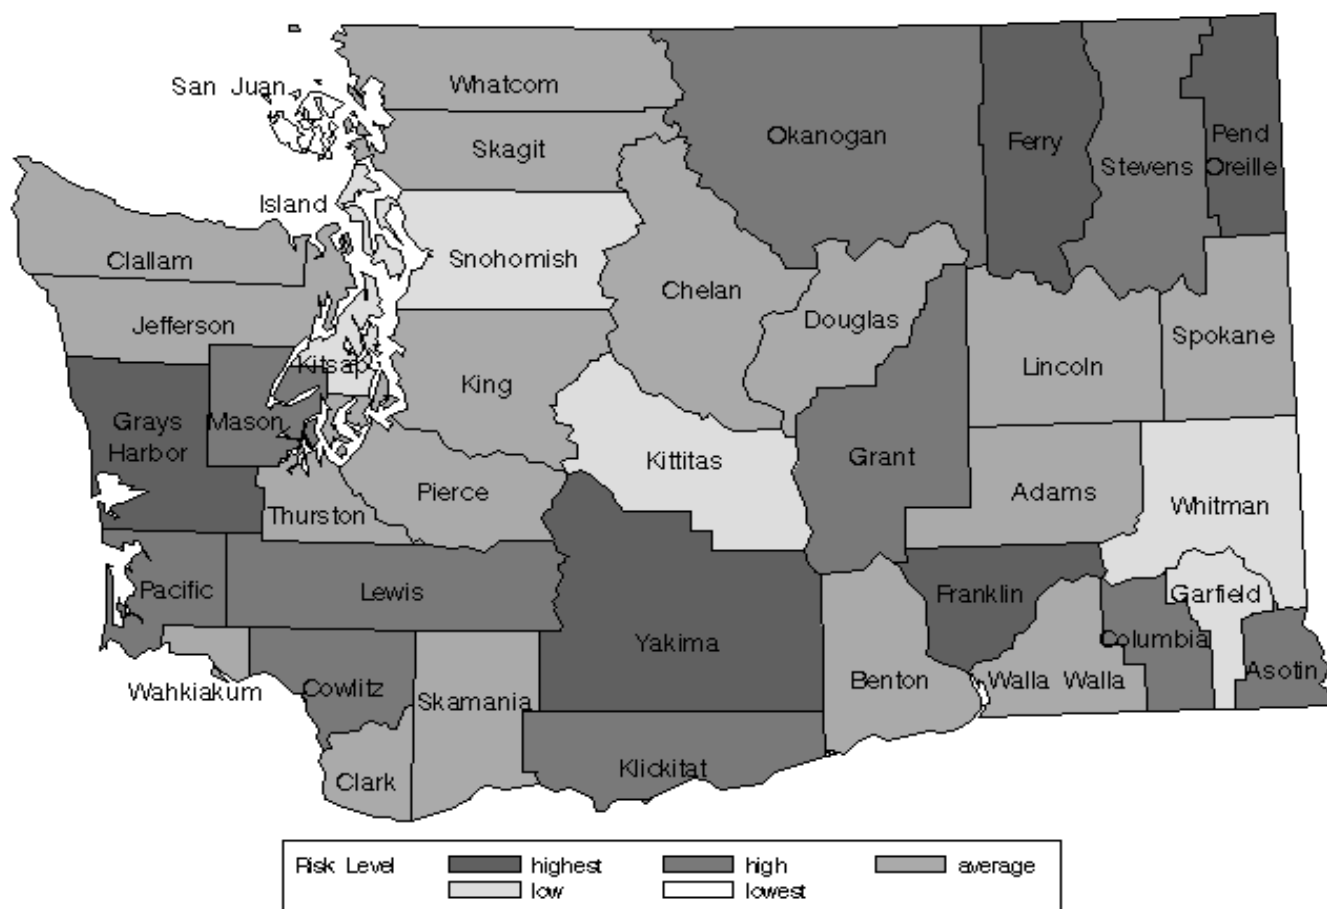 Whatcom
San Juan
Okanogan
Ferry
Pend
Oreille
Stevens
Skagit
Island
Clallam
Snohomish
Chelan
Jefferson
Douglas
Spokane
Kitsap
King
Lincoln
Grays
Harbor
Mason
Kittitas
Grant
Pierce
Adams
Whitman
Thurston
Pacific
Lewis
Franklin
Garfield
Yakima
Columbia
Wahkiakum
Cowlitz
Skamania
Benton
Walla Walla
Asotin
Clark
Klickitat
Risk Level highest high average
low lowest